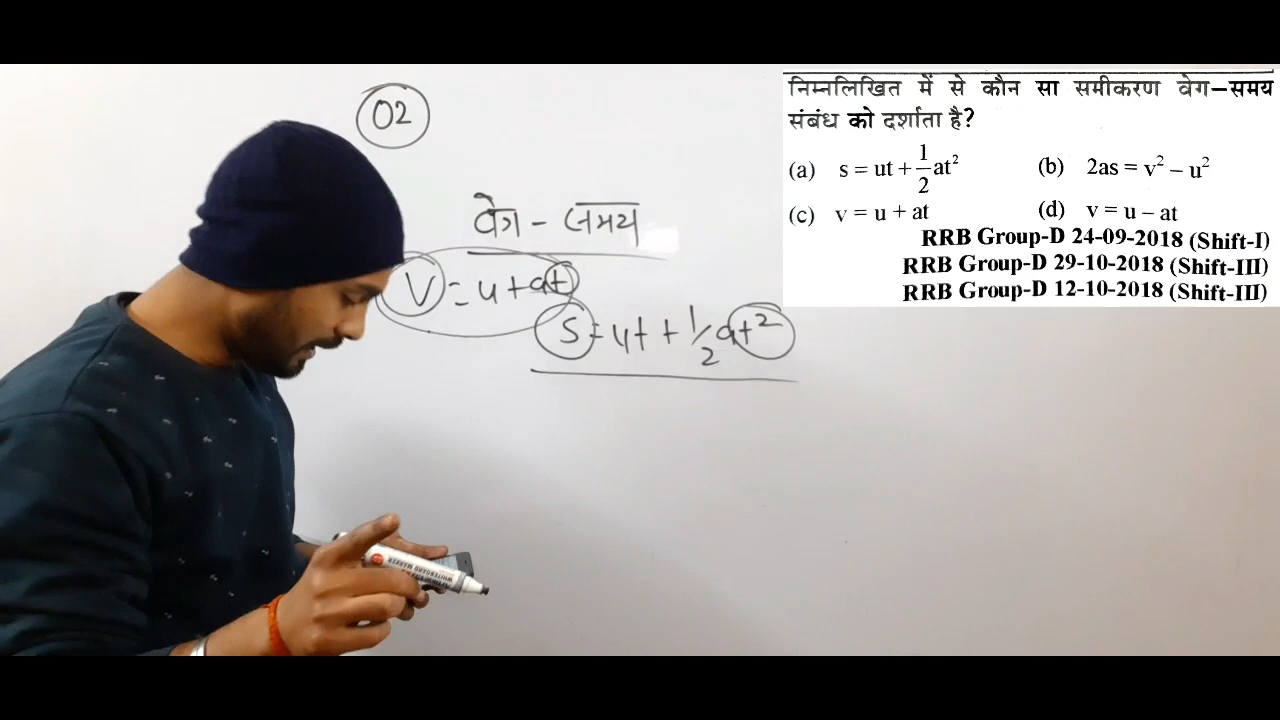 02
वेग - समय
V = u + at
S = ut + 1/2 at²
निम्नलिखित में से कौन सा समीकरण वेग–समय
संबंध को दर्शाता है?
(a) s = ut + 1/2 at² (b) 2as = v² – u²
(c) v = u + at (d) v = u – at
RRB Group-D 24-09-2018 (Shift-I)
RRB Group-D 29-10-2018 (Shift-III)
RRB Group-D 12-10-2018 (Shift-III)
WHITEBOARD MARKER